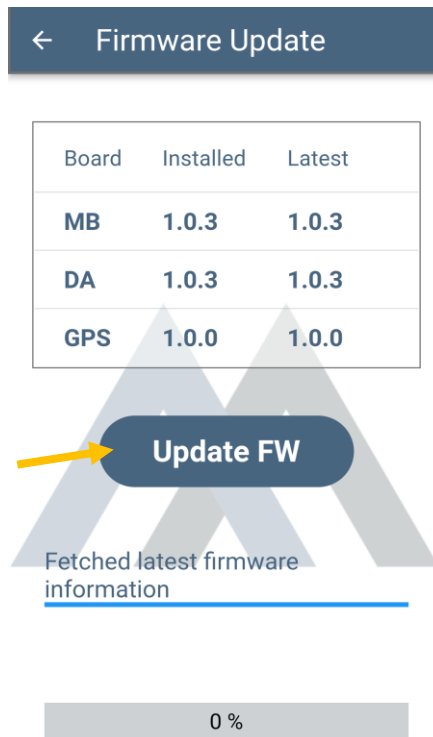 Firmware Update
Board Installed Latest
MB 1.0.3 1.0.3
DA 1.0.3 1.0.3
GPS 1.0.0 1.0.0
Update FW
Fetched latest firmware
information
0 %